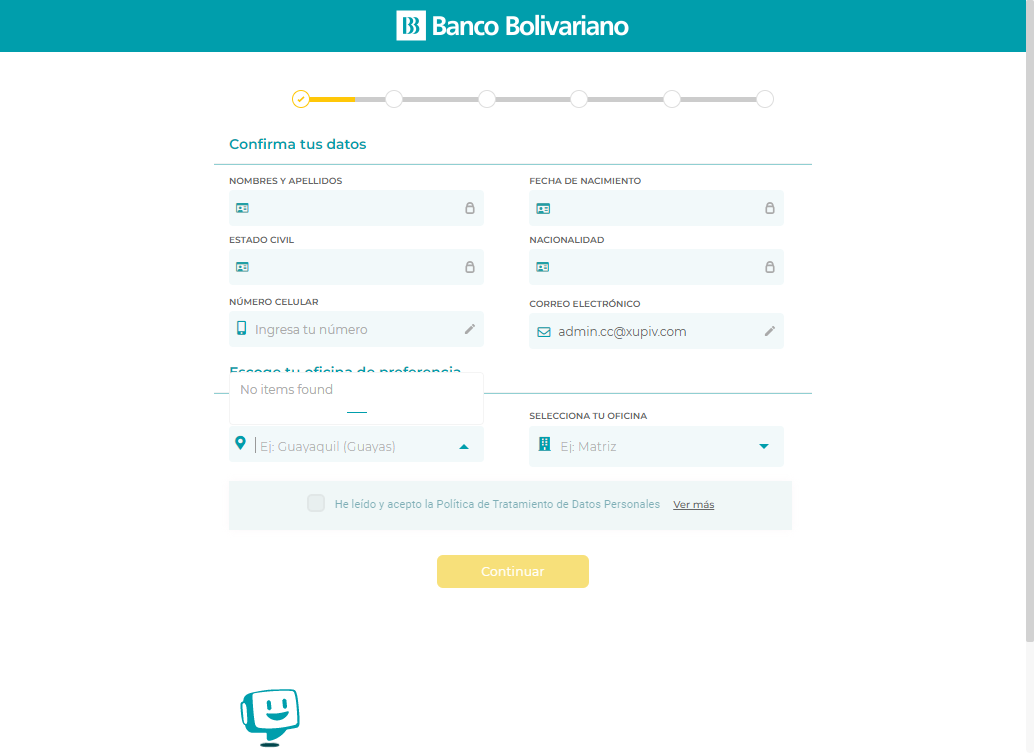 Banco Bolivariano
Confirma tus datos
NOMBRES Y APELLIDOS
FECHA DE NACIMIENTO
ESTADO CIVIL
NACIONALIDAD
NÚMERO CELULAR
Ingresa tu número
CORREO ELECTRÓNICO
admin.cc@xupiv.com
Escoge tu oficina de preferencia
No items found
Ej: Guayaquil (Guayas)
SELECCIONA TU OFICINA
Ej: Matriz
He leído y acepto la Política de Tratamiento de Datos Personales Ver más
Continuar